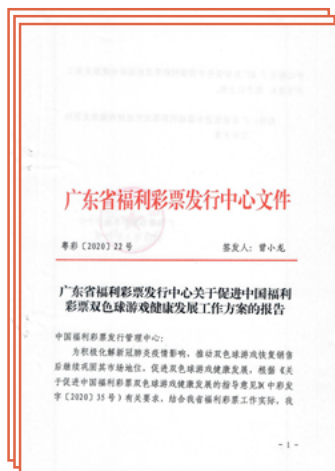 广东省福利彩票发行中心文件
粤彩〔2020〕22号 签发人：曾小龙
广东省福利彩票发行中心关于促进中国福利
彩票双色球游戏健康发展工作方案的报告
中国福利彩票发行管理中心：
为积极化解新冠肺炎疫情影响，推动双色球游戏恢复销售
后继续巩固其市场地位，促进双色球游戏健康发展，根据《关
于促进中国福利彩票双色球游戏健康发展的指导意见》（中彩发
字〔2020〕35号）有关要求，结合我省福利彩票工作实际，我
- 1 -